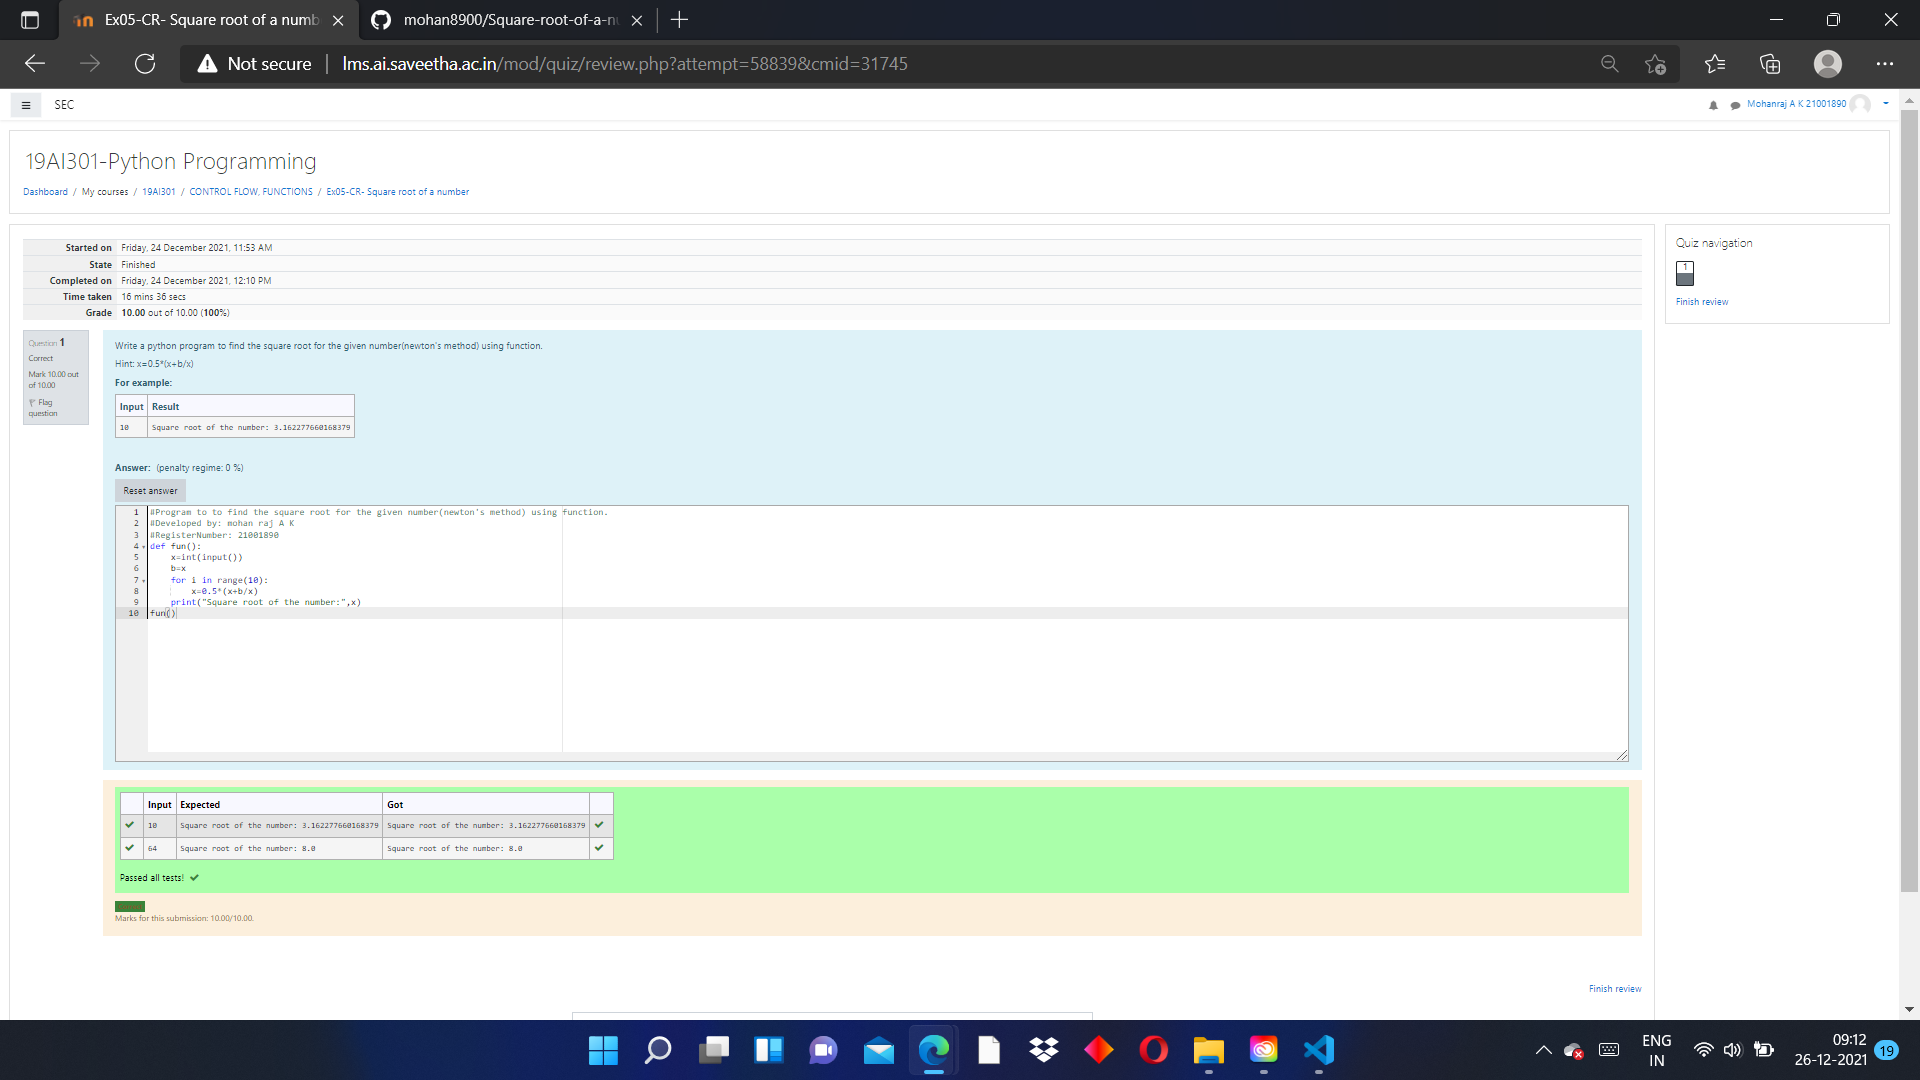 Ex05-CR- Square root of a numb
mohan8900/Square-root-of-a-nu
Not secure
lms.ai.saveetha.ac.in/mod/quiz/review.php?attempt=58839&cmid=31745
SEC
Mohanraj A K 21001890
19AI301-Python Programming
Dashboard / My courses / 19AI301 / CONTROL FLOW, FUNCTIONS / Ex05-CR- Square root of a number
Started on Friday, 24 December 2021, 11:53 AM
State Finished
Completed on Friday, 24 December 2021, 12:10 PM
Time taken 16 mins 36 secs
Grade 10.00 out of 10.00 (100%)
Quiz navigation
1
Finish review
Question 1
Correct
Mark 10.00 out
of 10.00
Flag
question
Write a python program to find the square root for the given number(newton's method) using function.
Hint: x=0.5*(x+b/x)
For example:
Input Result
10 Square root of the number: 3.162277660168379
Answer: (penalty regime: 0 %)
Reset answer
1 #Program to to find the square root for the given number(newton's method) using function.
2 #Developed by: mohan raj A K
3 #RegisterNumber: 21001890
4 def fun():
5 x=int(input())
6 b=x
7 for i in range(10):
8 x=0.5*(x+b/x)
9 print("Square root of the number:",x)
10 fun()
Input Expected Got
10 Square root of the number: 3.162277660168379 Square root of the number: 3.162277660168379
64 Square root of the number: 8.0 Square root of the number: 8.0
Passed all tests!
Marks for this submission: 10.00/10.00.
Finish review
ENG
IN
09:12
26-12-2021
19